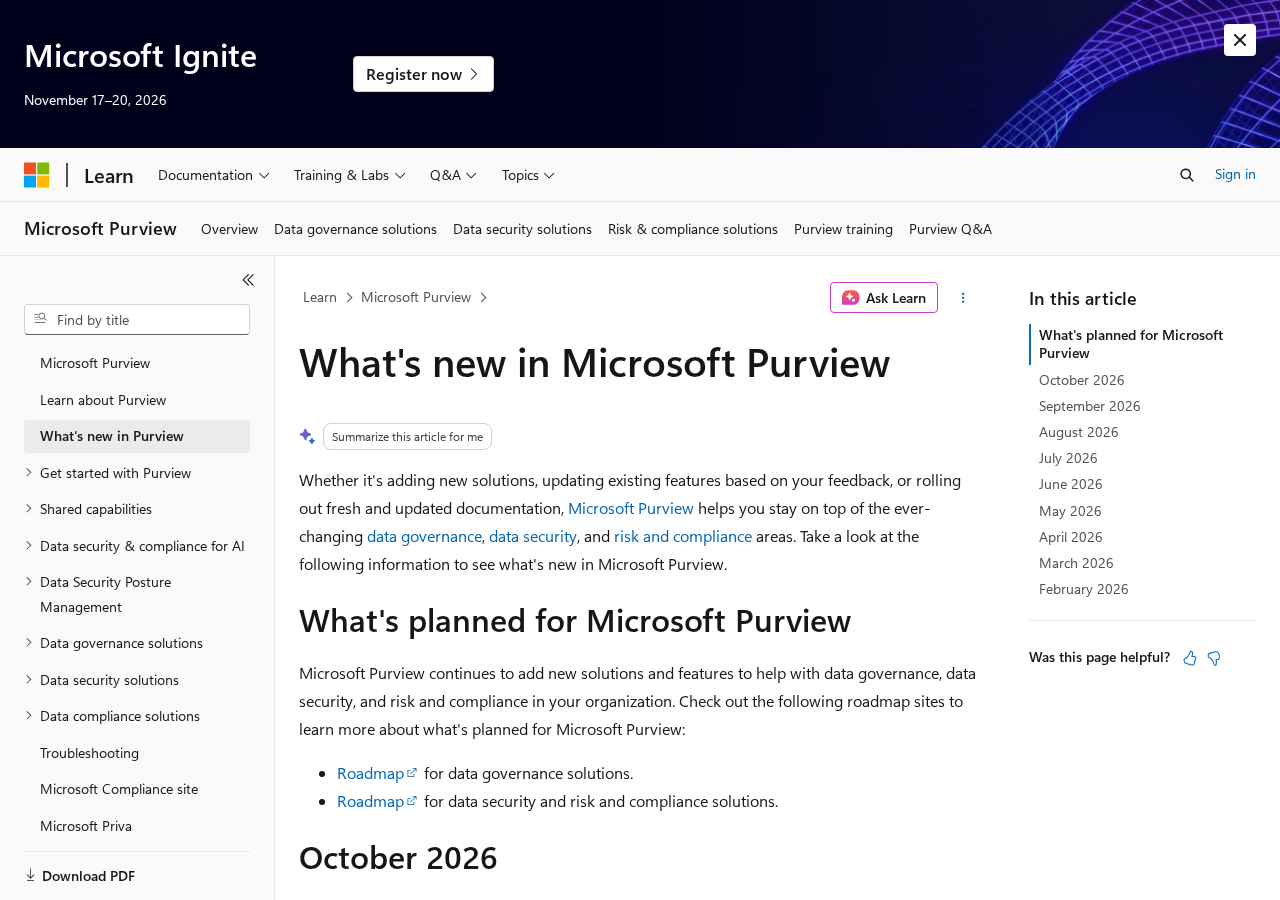 Microsoft Ignite
November 17–20, 2026
Register now
Learn
Documentation
Training & Labs
Q&A
Topics
Sign in
Microsoft Purview
Overview
Data governance solutions
Data security solutions
Risk & compliance solutions
Purview training
Purview Q&A
Find by title
Microsoft Purview
Learn about Purview
What's new in Purview
Get started with Purview
Shared capabilities
Data security & compliance for AI
Data Security Posture
Management
Data governance solutions
Data security solutions
Data compliance solutions
Troubleshooting
Microsoft Compliance site
Microsoft Priva
Download PDF
Learn
Microsoft Purview
Ask Learn
What's new in Microsoft Purview
Summarize this article for me
Whether it's adding new solutions, updating existing features based on your feedback, or rolling
out fresh and updated documentation, Microsoft Purview helps you stay on top of the ever-
changing data governance, data security, and risk and compliance areas. Take a look at the
following information to see what's new in Microsoft Purview.
What's planned for Microsoft Purview
Microsoft Purview continues to add new solutions and features to help with data governance, data
security, and risk and compliance in your organization. Check out the following roadmap sites to
learn more about what's planned for Microsoft Purview:
Roadmap for data governance solutions.
Roadmap for data security and risk and compliance solutions.
October 2026
In this article
What's planned for Microsoft
Purview
October 2026
September 2026
August 2026
July 2026
June 2026
May 2026
April 2026
March 2026
February 2026
Was this page helpful?